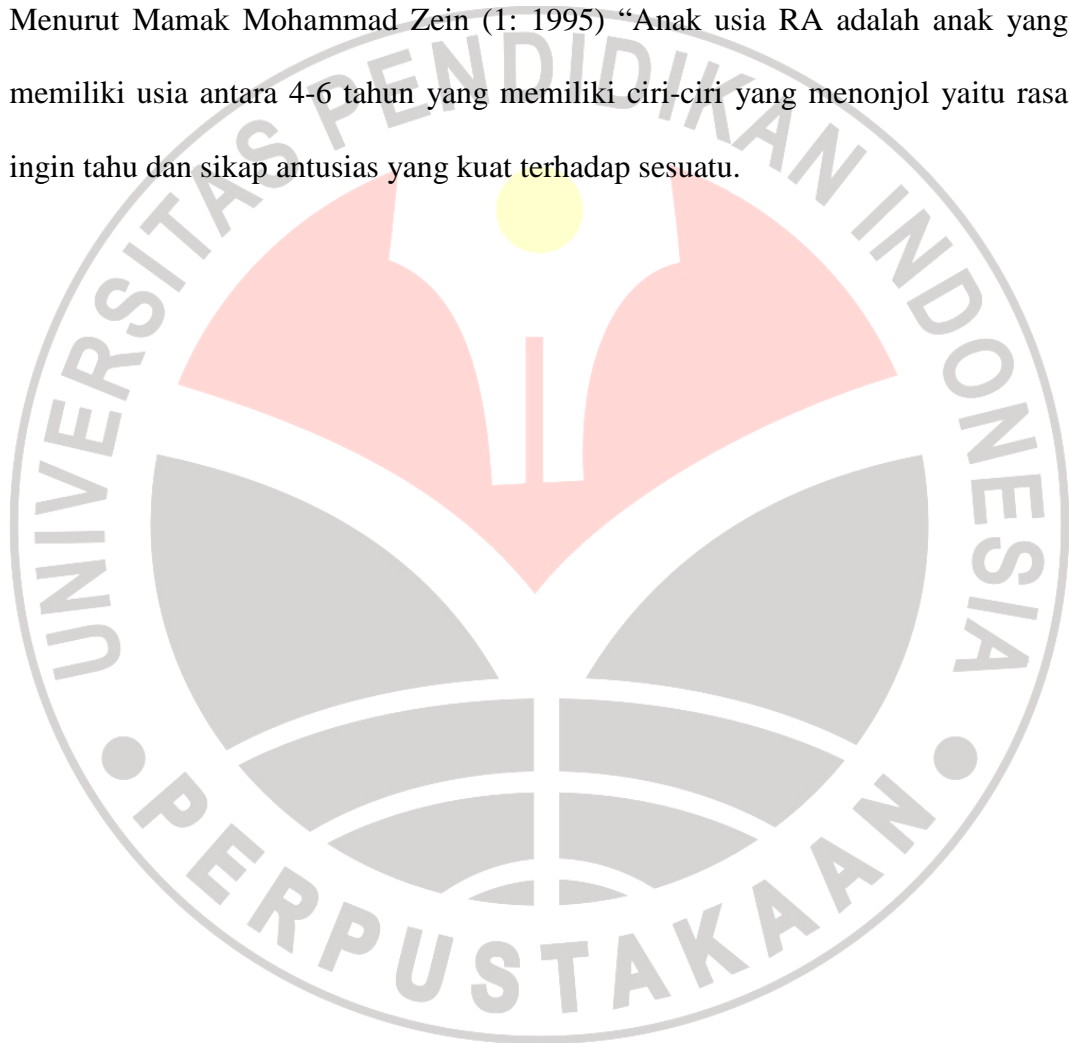 Menurut Mamak Mohammad Zein (1: 1995) “Anak usia RA adalah anak yang
memiliki usia antara 4-6 tahun yang memiliki ciri-ciri yang menonjol yaitu rasa
ingin tahu dan sikap antusias yang kuat terhadap sesuatu.
UNIVERSITAS PENDIDIKAN INDONESIA
PERPUSTAKAAN